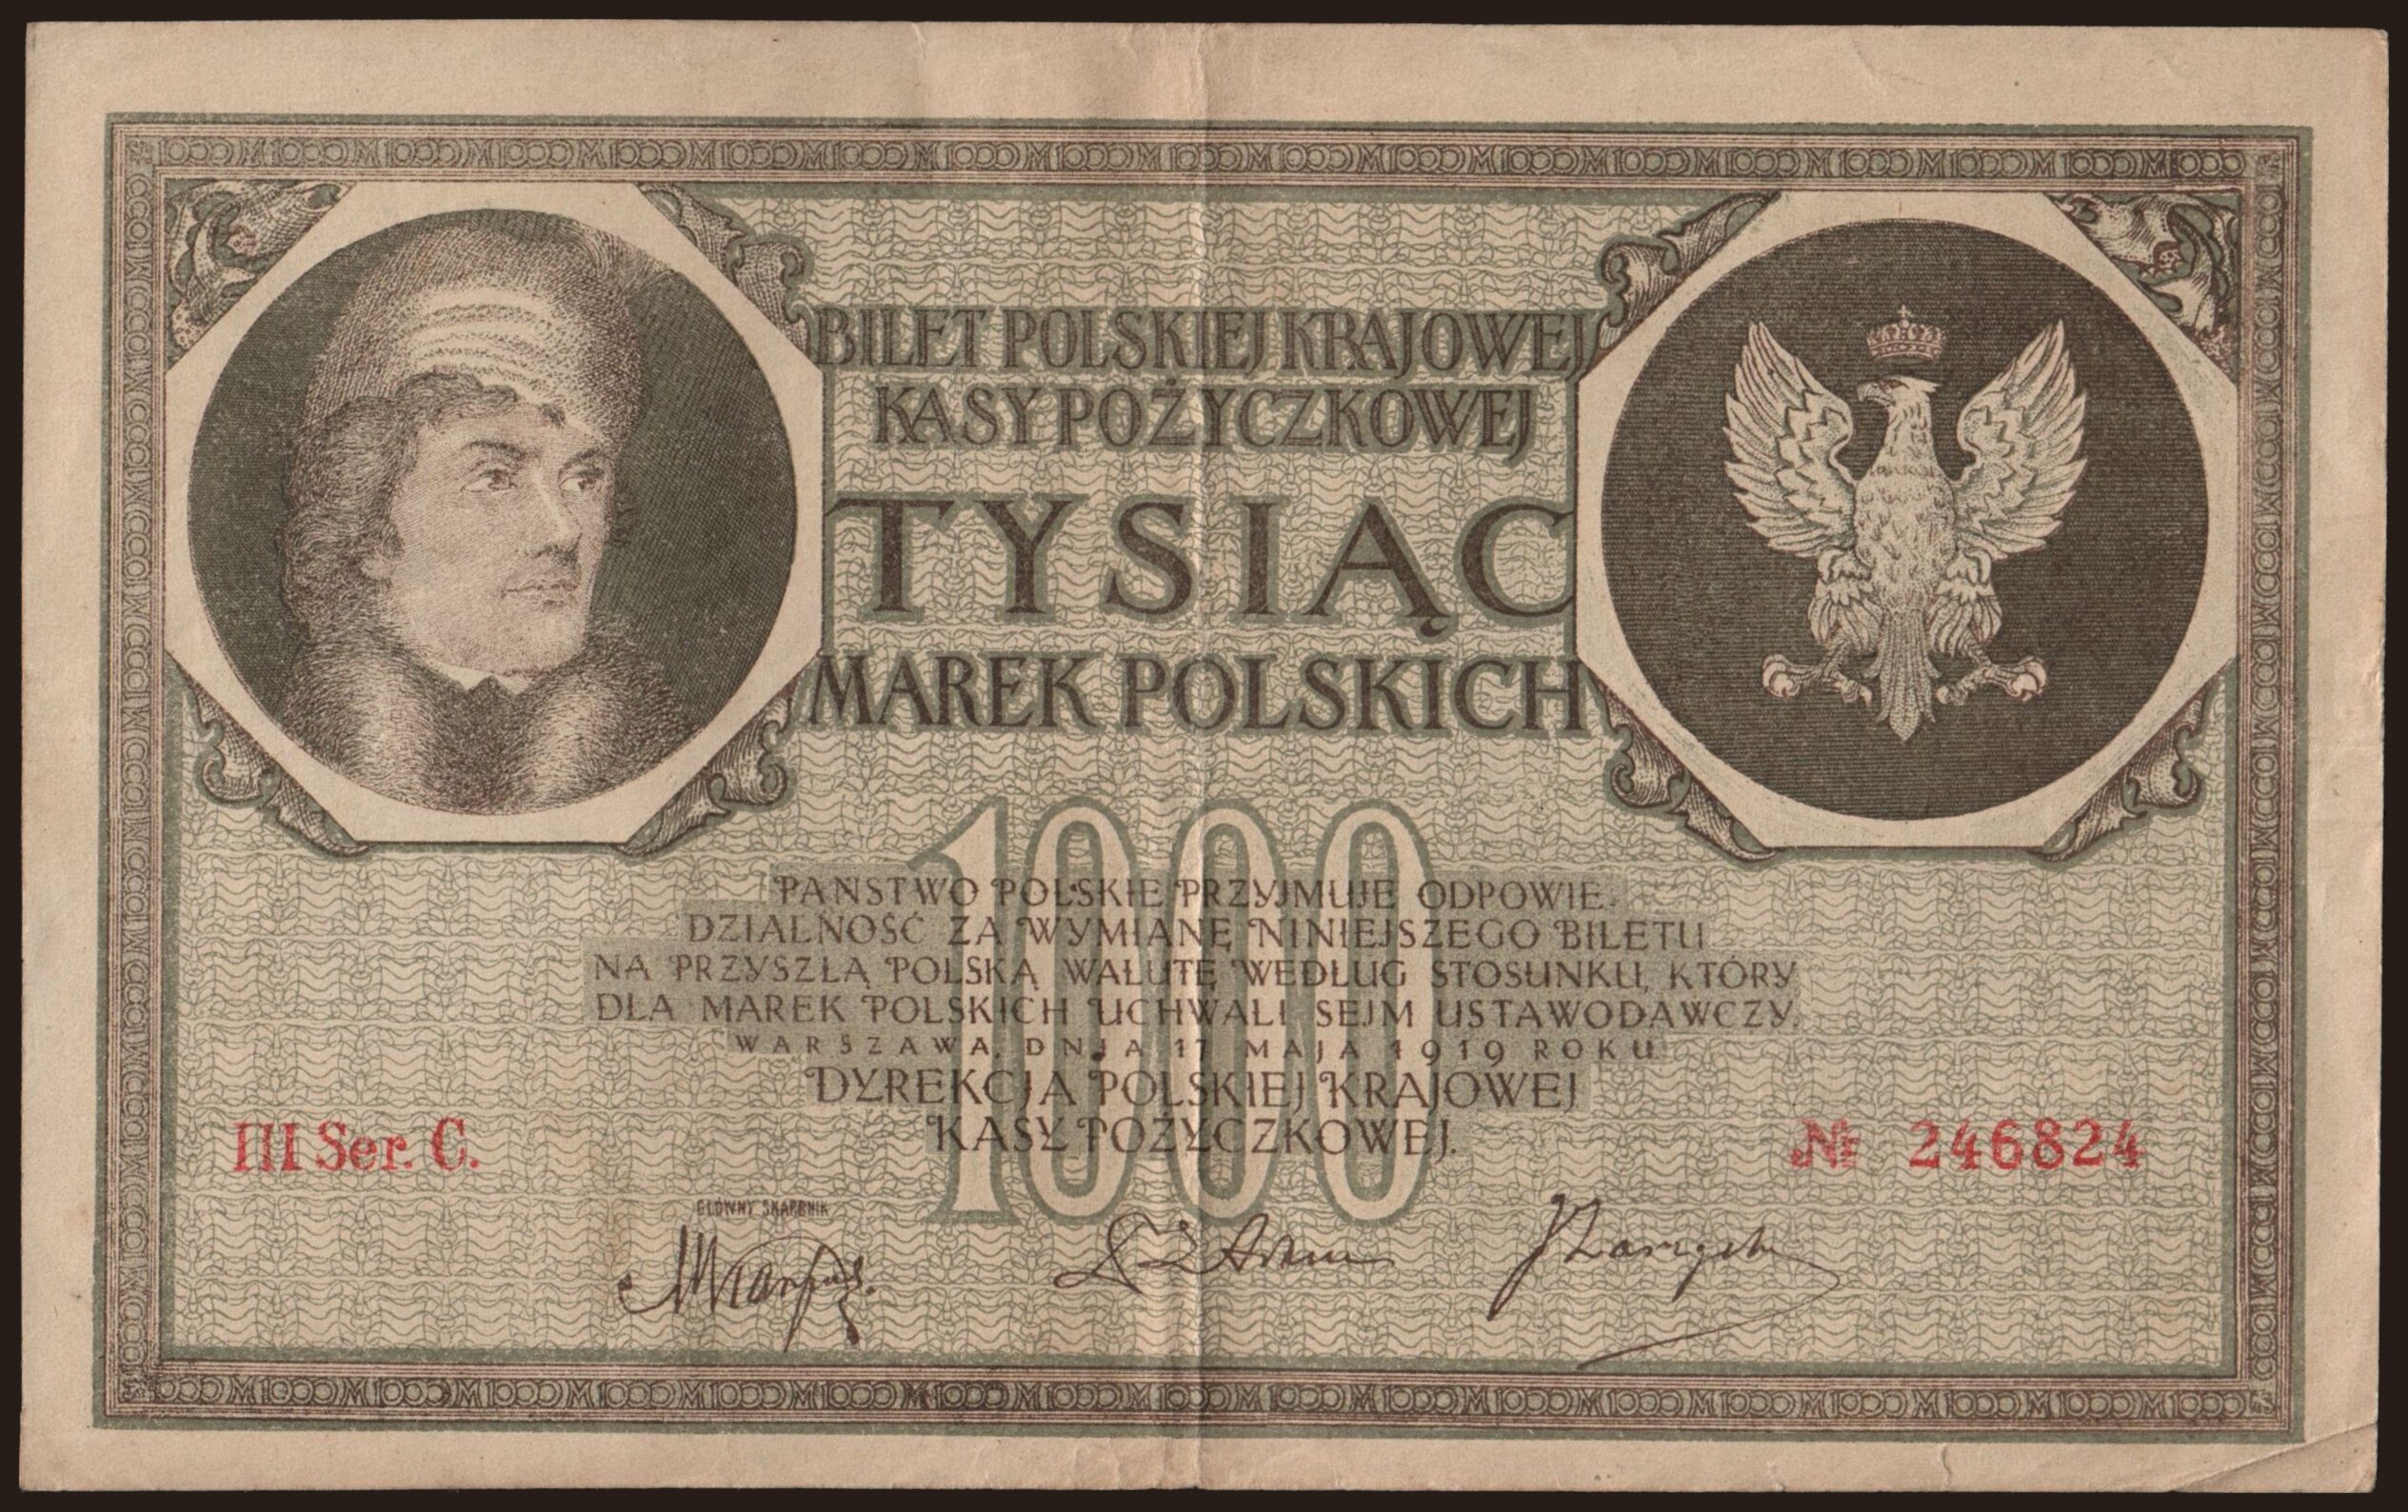 BILET POLSKIEJ KRAJOWEJ
KASY POŻYCZKOWEJ
TYSIĄC
MAREK POLSKICH
1000
PAŃSTWO POLSKIE PRZYJMUJE ODPOWIE-
DZIALNOŚĆ ZA WYMIANĘ NINIEJSZEGO BILETU
NA PRZYSZŁĄ POLSKĄ WALUTĘ WEDŁUG STOSUNKU, KTÓRY
DLA MAREK POLSKICH UCHWALI SEJM USTAWODAWCZY.
WARSZAWA, DNIA 17 MAJA 1919 ROKU
DYREKCJA POLSKIEJ KRAJOWEJ
KASY POŻYCZKOWEJ.
III Ser. C.
№ 246824
GŁÓWNY SKARBNIK